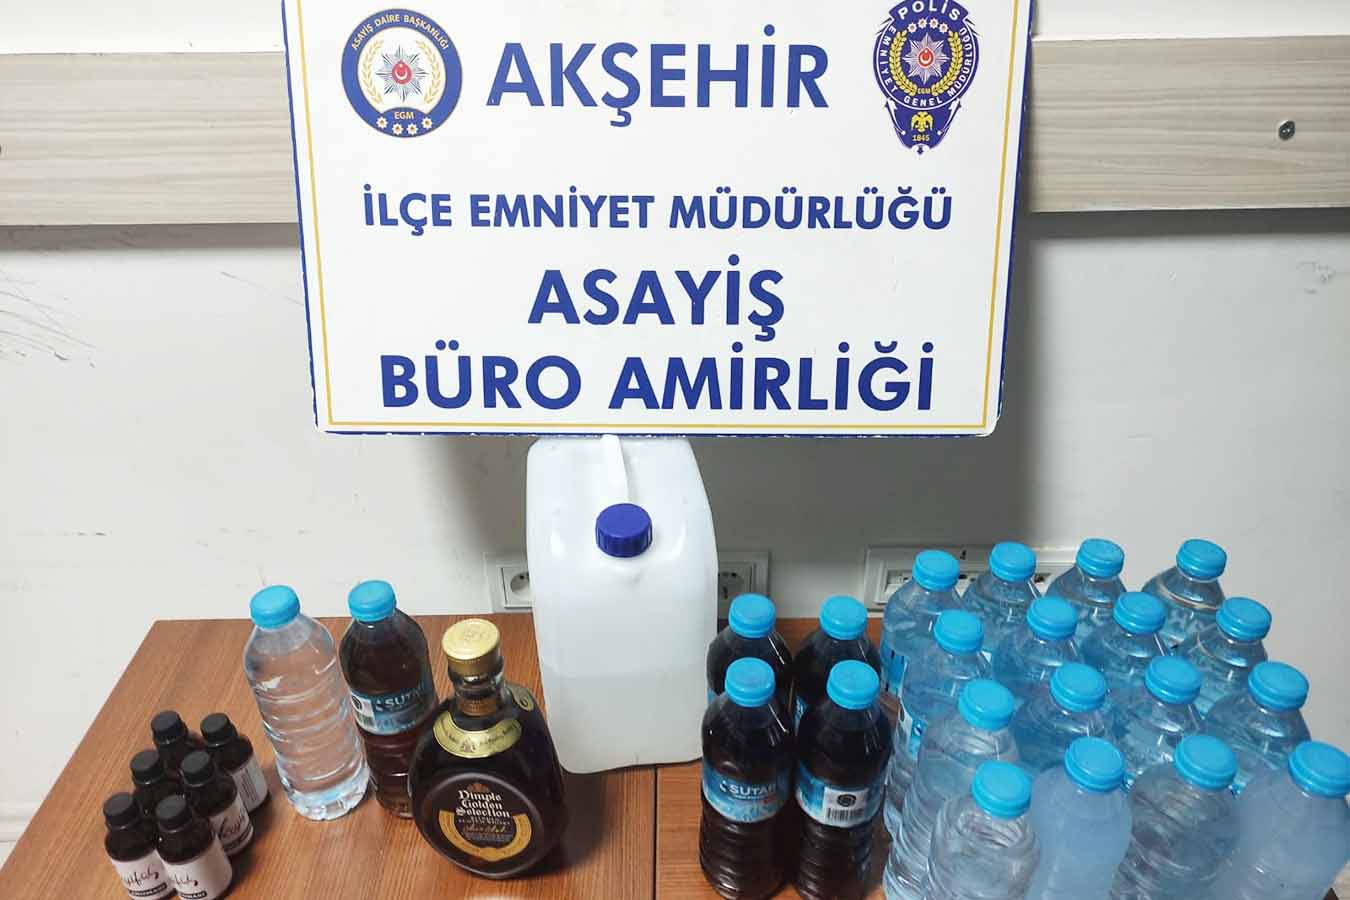 ASAYİŞ DAİRE BAŞKANLIĞI
EGM
AKŞEHİR
POLİS
EMNİYET GENEL MÜDÜRLÜĞÜ
EGM
1845
İLÇE EMNİYET MÜDÜRLÜĞÜ
ASAYİŞ
BÜRO AMİRLİĞİ
SUTAŞ
Dimple
Golden
Selection
SUTAŞ